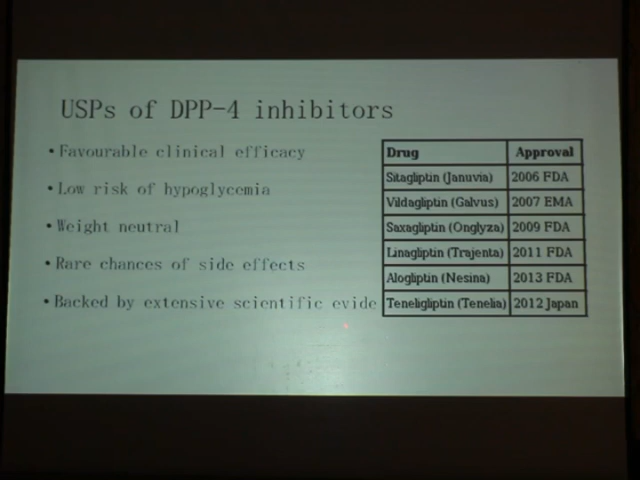 USPs of DPP-4 inhibitors
• Favourable clinical efficacy
• Low risk of hypoglycemia
• Weight neutral
• Rare chances of side effects
• Backed by extensive scientific evide
Drug Approval
Sitagliptin (Januvia) 2006 FDA
Vildagliptin (Galvus) 2007 EMA
Saxagliptin (Onglyza) 2009 FDA
Linagliptin (Trajenta) 2011 FDA
Alogliptin (Nesina) 2013 FDA
Teneligliptin (Tenelia) 2012 Japan